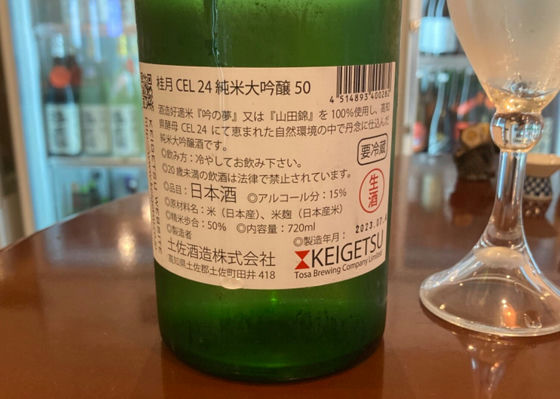 桂月 CEL 24 純米大吟醸 50
4 514893 400282
酒造好適米『吟の夢』又は『山田錦』を100%使用し、高知
県酵母 CEL 24 にて恵まれた自然環境の中で丹念に仕込んだ
純米大吟醸酒です。
◎飲み方:冷やしてお飲み下さい。
◎20歳未満の飲酒は法律で禁止されています。
要冷蔵
◎品目:日本酒 ◎アルコール分:15%
生酒
◎原材料名:米(日本産)、米麹(日本産米)
◎精米歩合:50% ◎内容量:720ml
◎製造年月:
2023.07.
◎製造者
土佐酒造株式会社
高知県土佐郡土佐町田井 418
KEIGETSU
Tosa Brewing Company Limited
WEBSITE